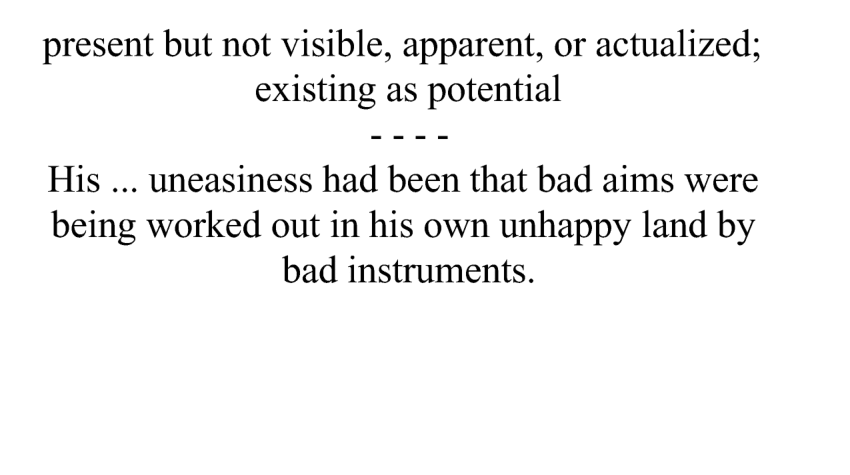 present but not visible, apparent, or actualized;
existing as potential
- - - -
His ... uneasiness had been that bad aims were
being worked out in his own unhappy land by
bad instruments.